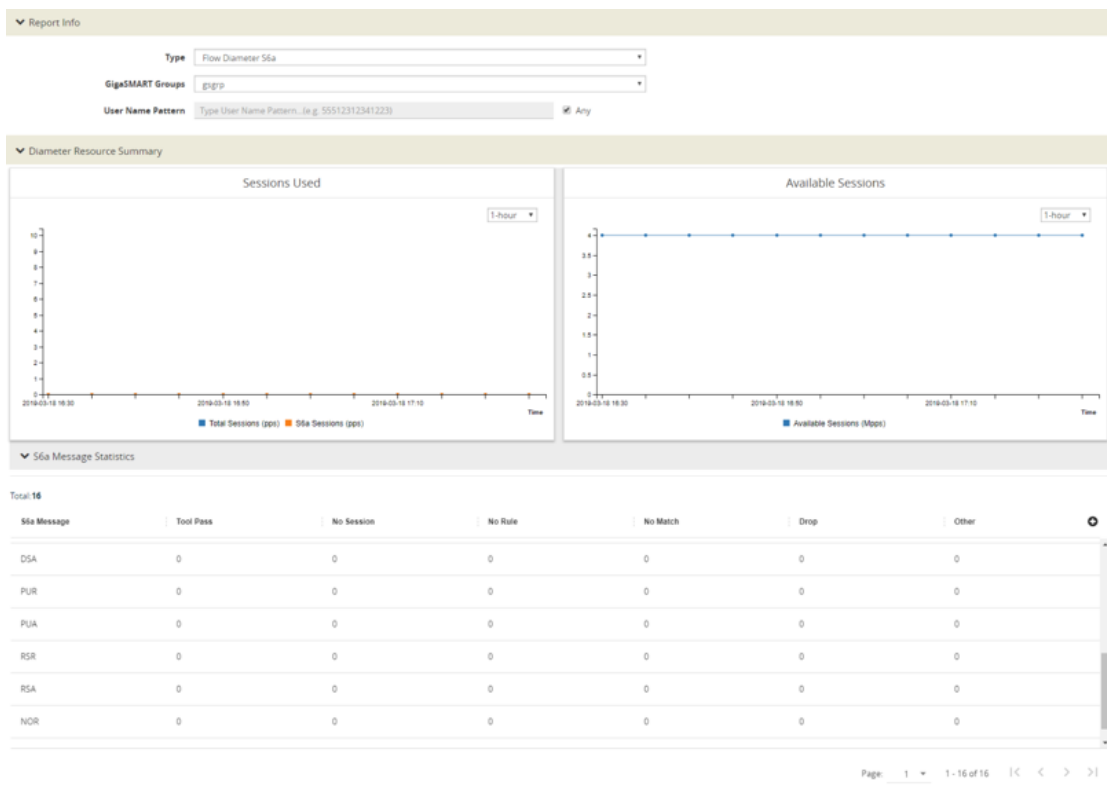 Report Info
Type Flow Diameter S6a
GigaSMART Groups gsgrp
User Name Pattern Type User Name Pattern...(e.g. 55512312341223) Any
Diameter Resource Summary
Sessions Used
1-hour
10
9
8
7
6
5
4
3
2
1
0
2019-03-18 16:30 2019-03-18 16:50 2019-03-18 17:10
Time
Total Sessions (pps) S6a Sessions (pps)
Available Sessions
1-hour
4
3.5
3
2.5
2
1.5
1
0.5
0
2019-03-18 16:30 2019-03-18 16:50 2019-03-18 17:10
Time
Available Sessions (Mpps)
S6a Message Statistics
Total:16
S6a Message Tool Pass No Session No Rule No Match Drop Other
DSA 0 0 0 0 0 0
PUR 0 0 0 0 0 0
PUA 0 0 0 0 0 0
RSR 0 0 0 0 0 0
RSA 0 0 0 0 0 0
NOR 0 0 0 0 0 0
Page: 1 1 - 16 of 16